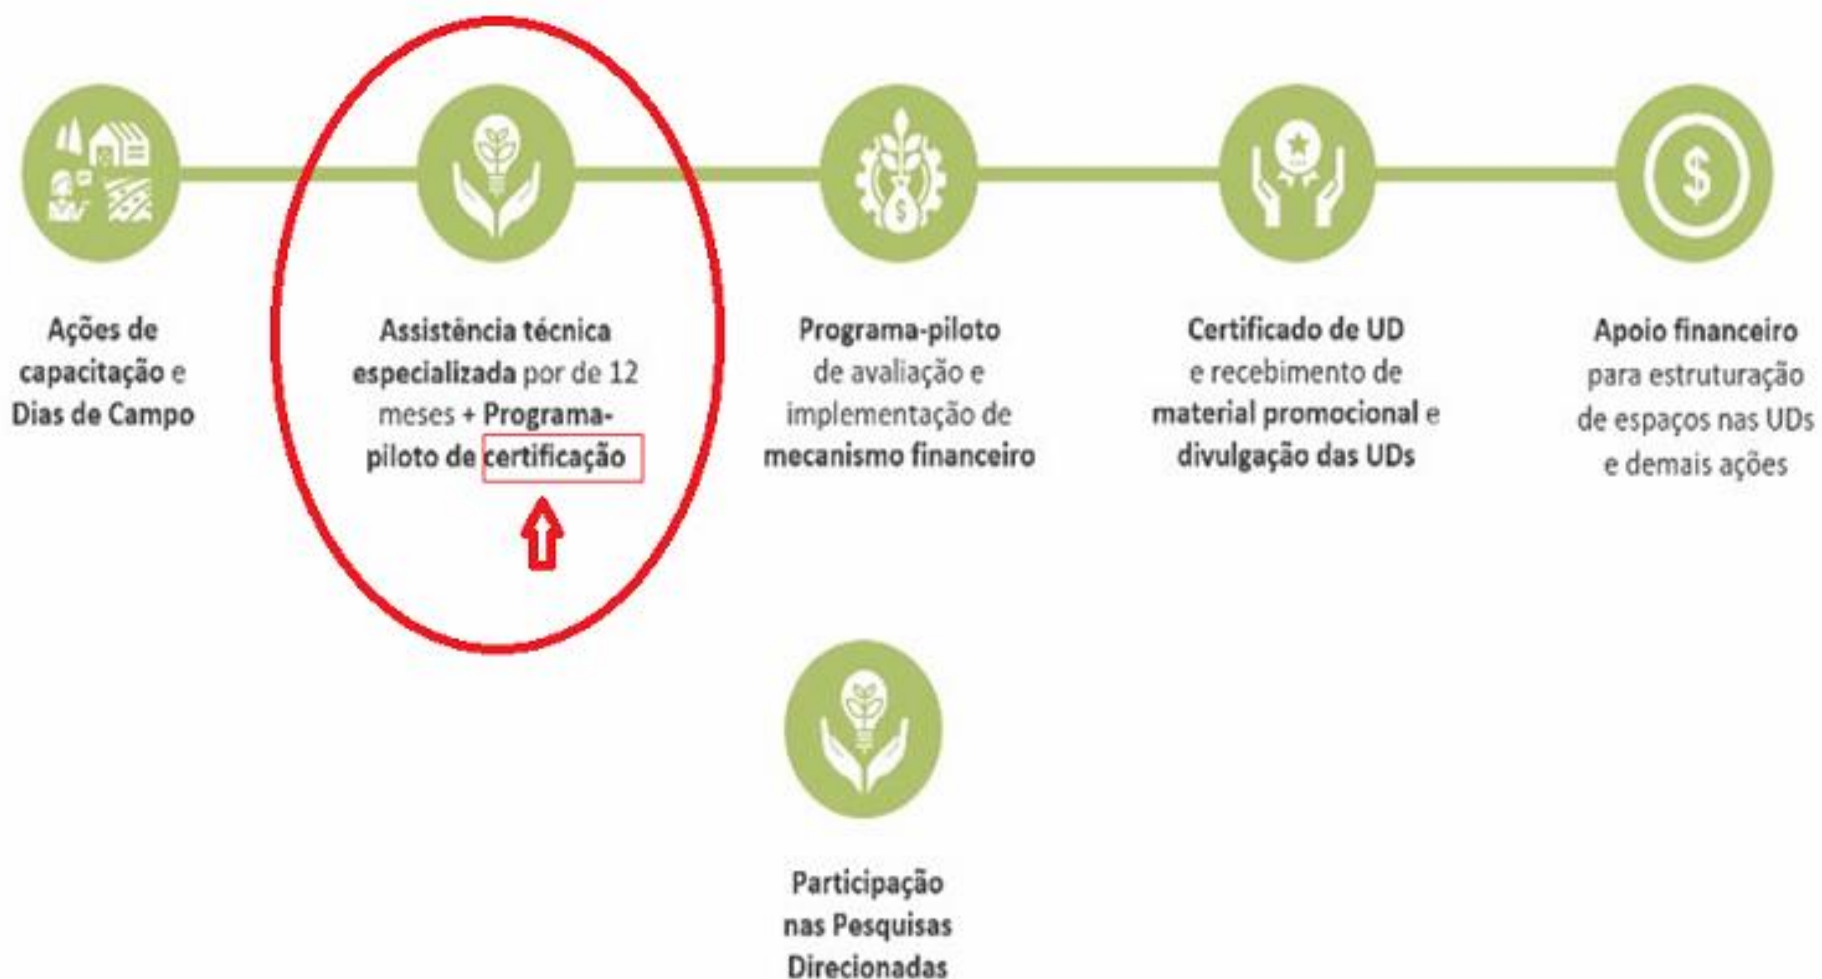 Ações de
capacitação e
Dias de Campo
Assistência técnica
especializada por de 12
meses + Programa-
piloto de certificação
Programa-piloto
de avaliação e
implementação de
mecanismo financeiro
Certificado de UD
e recebimento de
material promocional e
divulgação das UDs
Apoio financeiro
para estruturação
de espaços nas UDs
e demais ações
Participação
nas Pesquisas
Direcionadas